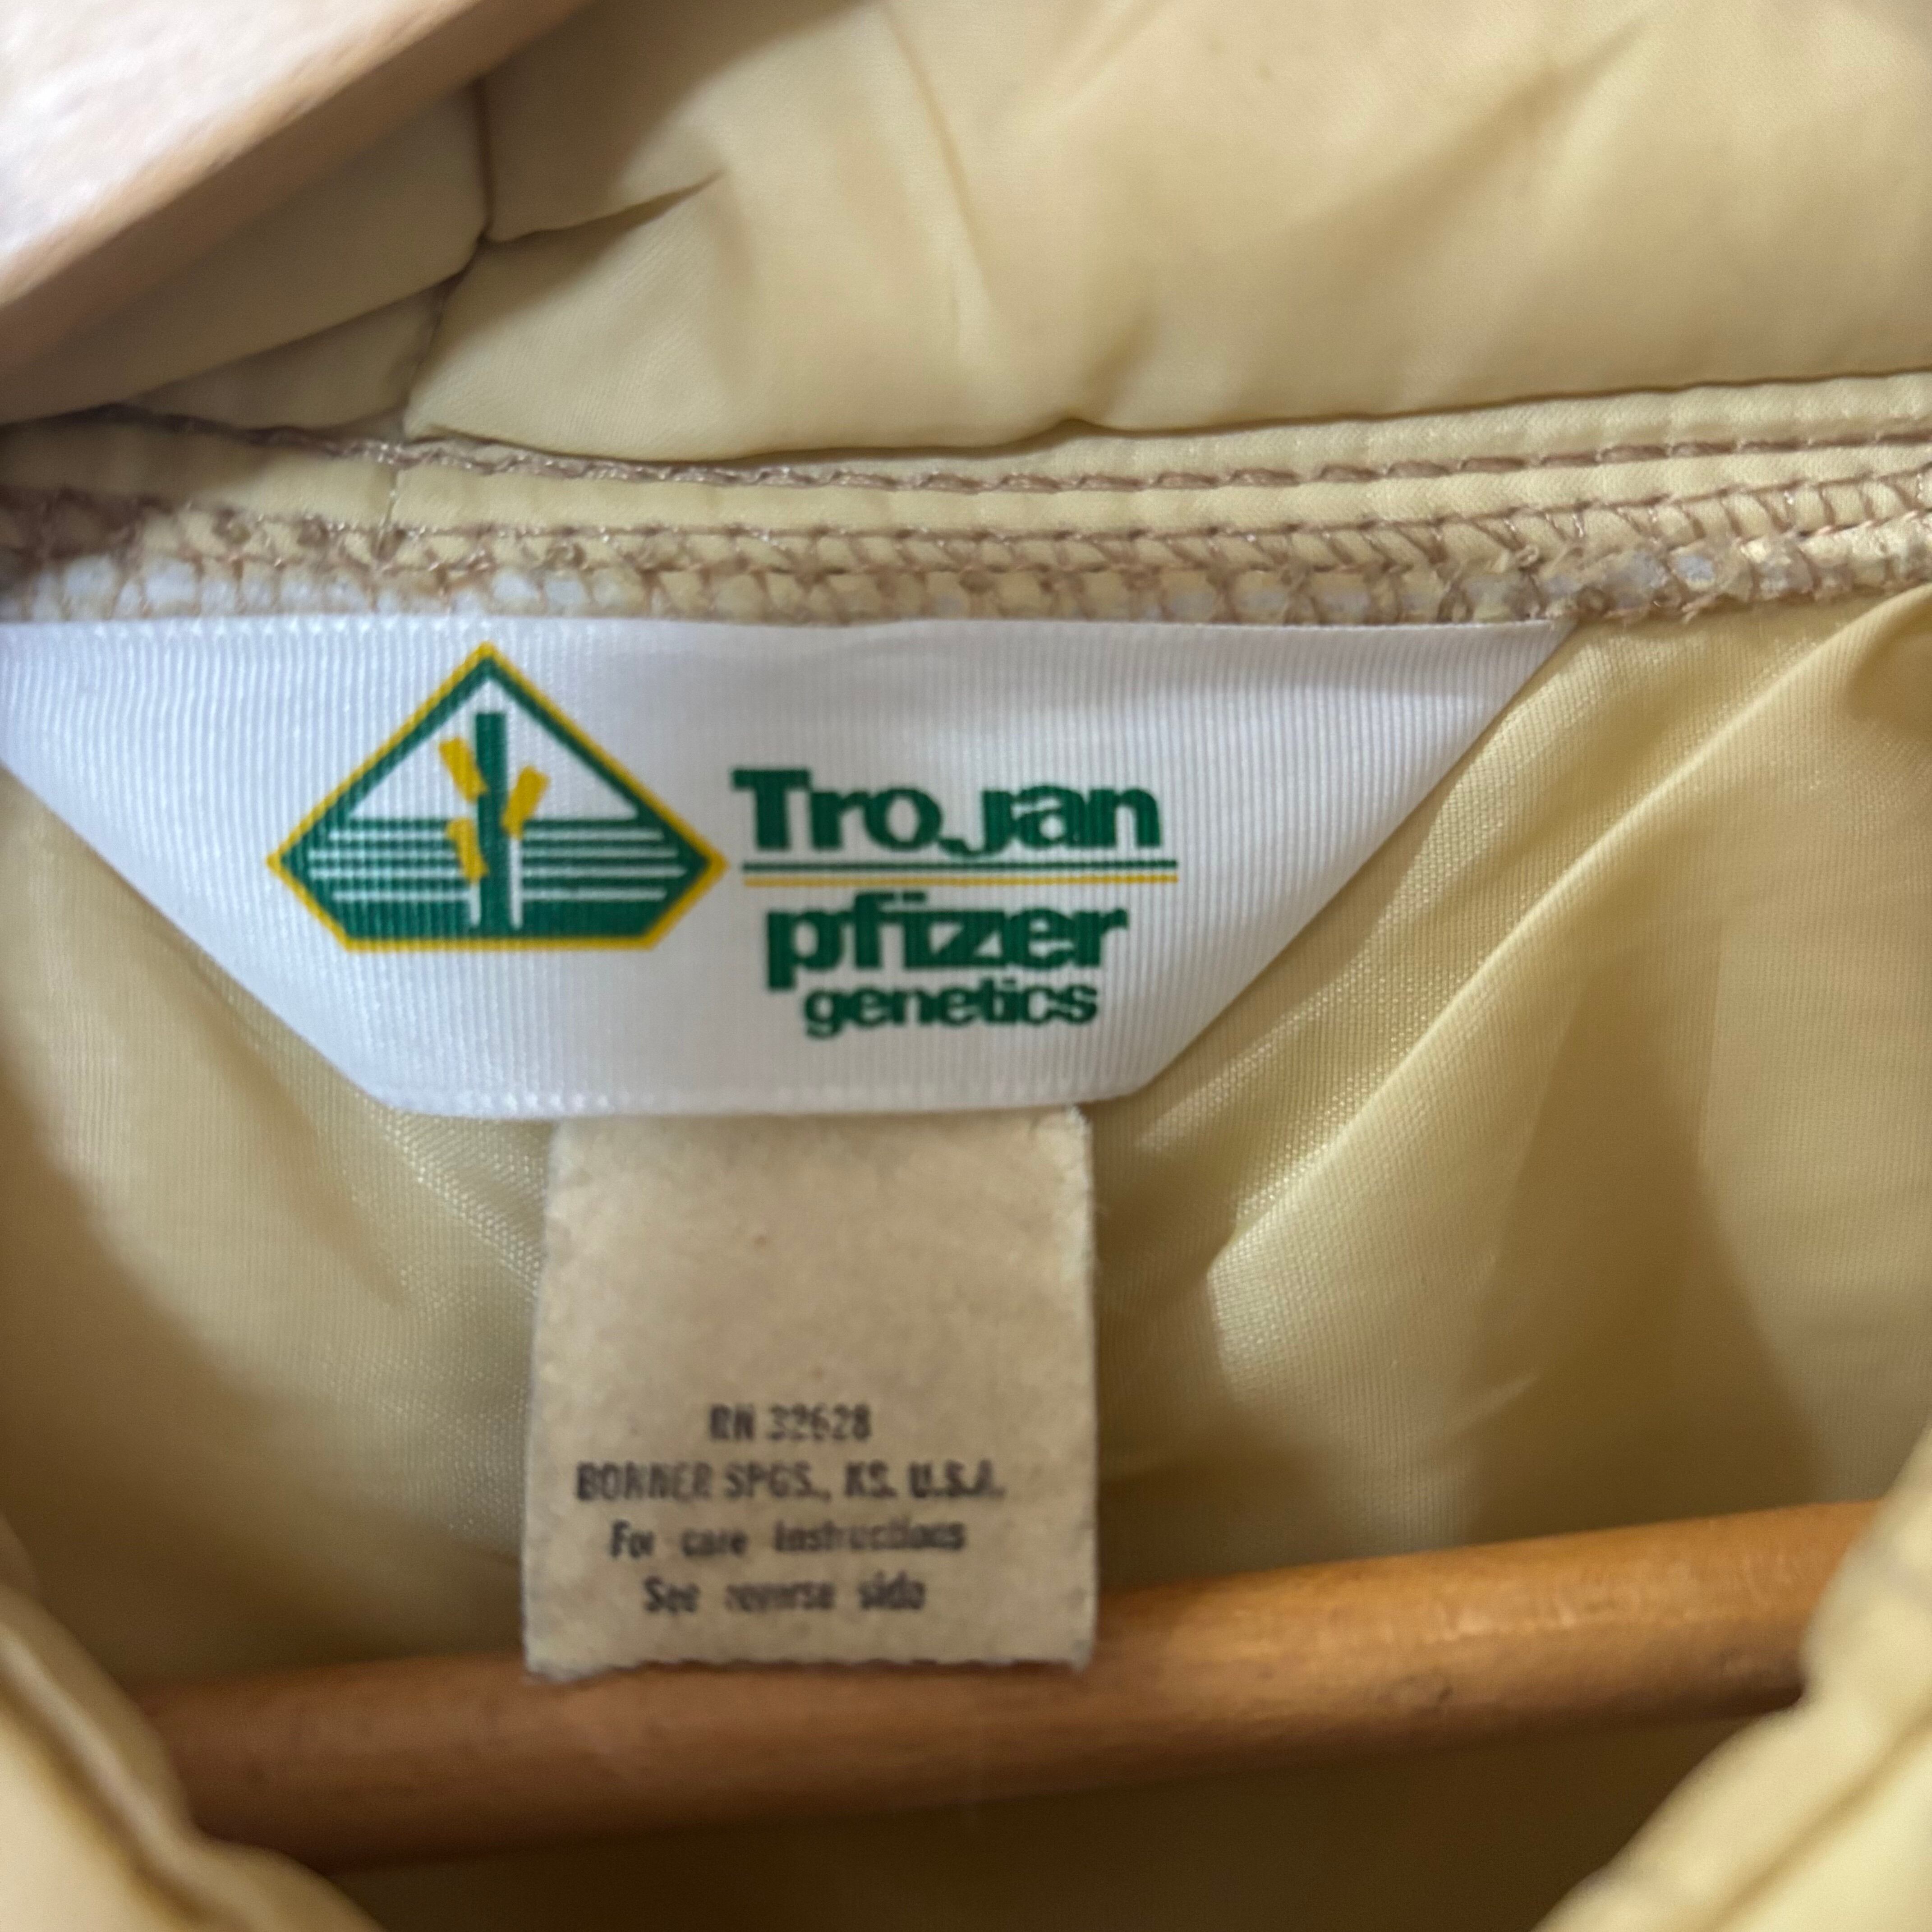 Trojan
pfizer
genetics
RN 32628
BONNER SPGS., KS. U.S.A.
For care instructions
See reverse side